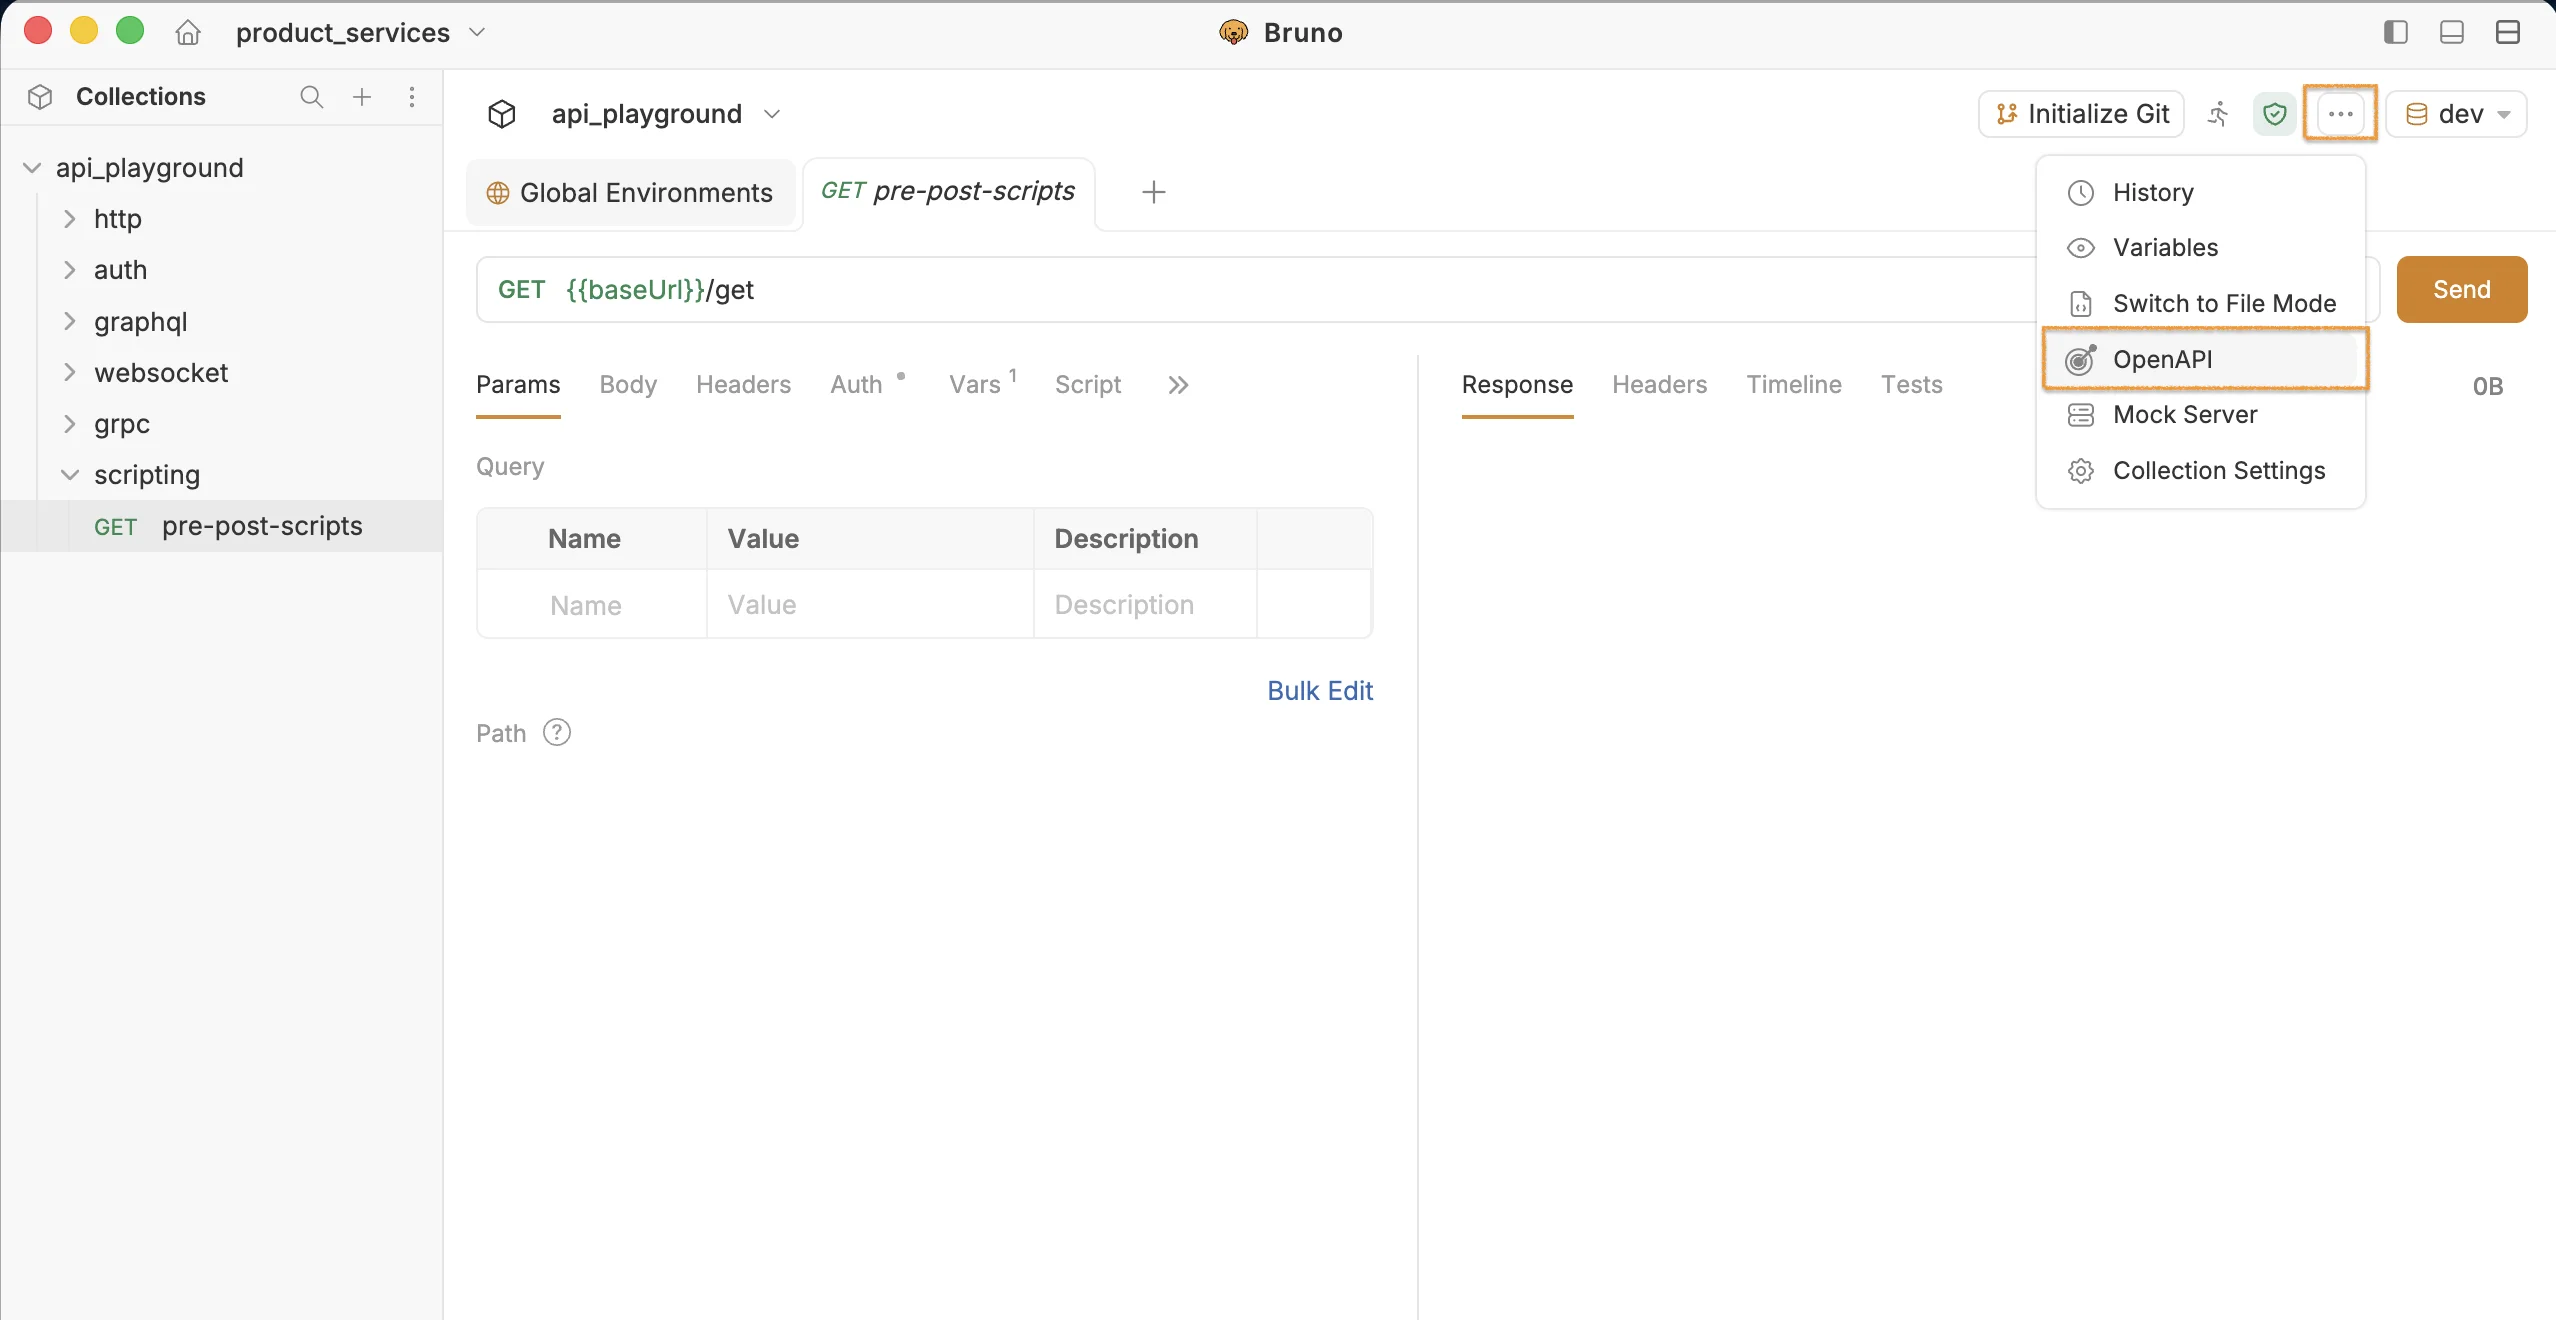 product_services
Bruno
Collections
api_playground
http
auth
graphql
websocket
grpc
scripting
GET pre-post-scripts
api_playground
Initialize Git
dev
Global Environments
GET pre-post-scripts
GET {{baseUrl}}/get
Send
History
Variables
Switch to File Mode
OpenAPI
Mock Server
Collection Settings
Params Body Headers Auth Vars 1 Script
Response Headers Timeline Tests
0B
Query
Name Value Description
Name Value Description
Bulk Edit
Path ?